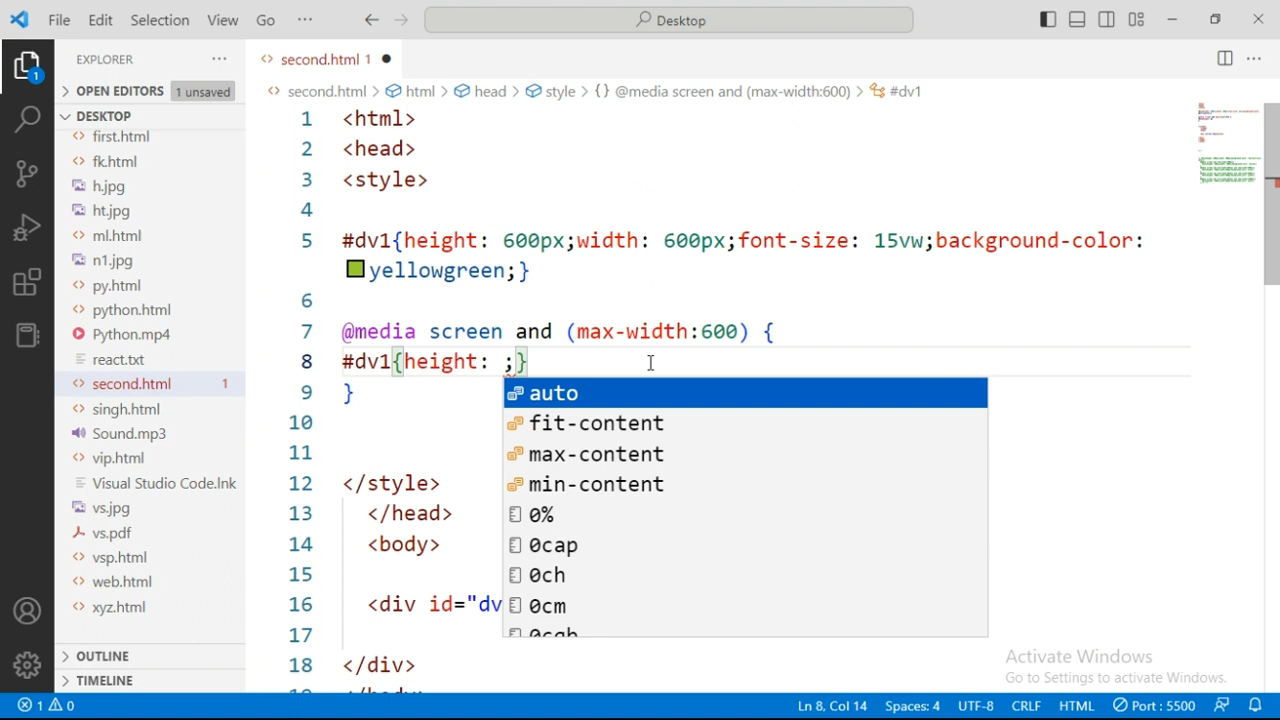 File Edit Selection View Go ··· Desktop
EXPLORER ···
OPEN EDITORS 1 unsaved
DESKTOP
first.html
fk.html
h.jpg
ht.jpg
ml.html
n1.jpg
py.html
python.html
Python.mp4
react.txt
second.html 1
singh.html
Sound.mp3
vip.html
Visual Studio Code.lnk
vs.jpg
vs.pdf
vsp.html
web.html
xyz.html
OUTLINE
TIMELINE
second.html 1
second.html > html > head > style > {} @media screen and (max-width:600) > #dv1
1 <html>
2 <head>
3 <style>
4
5 #dv1{height: 600px;width: 600px;font-size: 15vw;background-color:
yellowgreen;}
6
7 @media screen and (max-width:600) {
8 #dv1{height: ;}
9 }
10
11
12 </style>
13 </head>
14 <body>
15
16 <div id="dv
17
18 </div>
auto
fit-content
max-content
min-content
0%
0cap
0ch
0cm
Activate Windows
Go to Settings to activate Windows.
1 0 Ln 8, Col 14 Spaces: 4 UTF-8 CRLF HTML Port : 5500